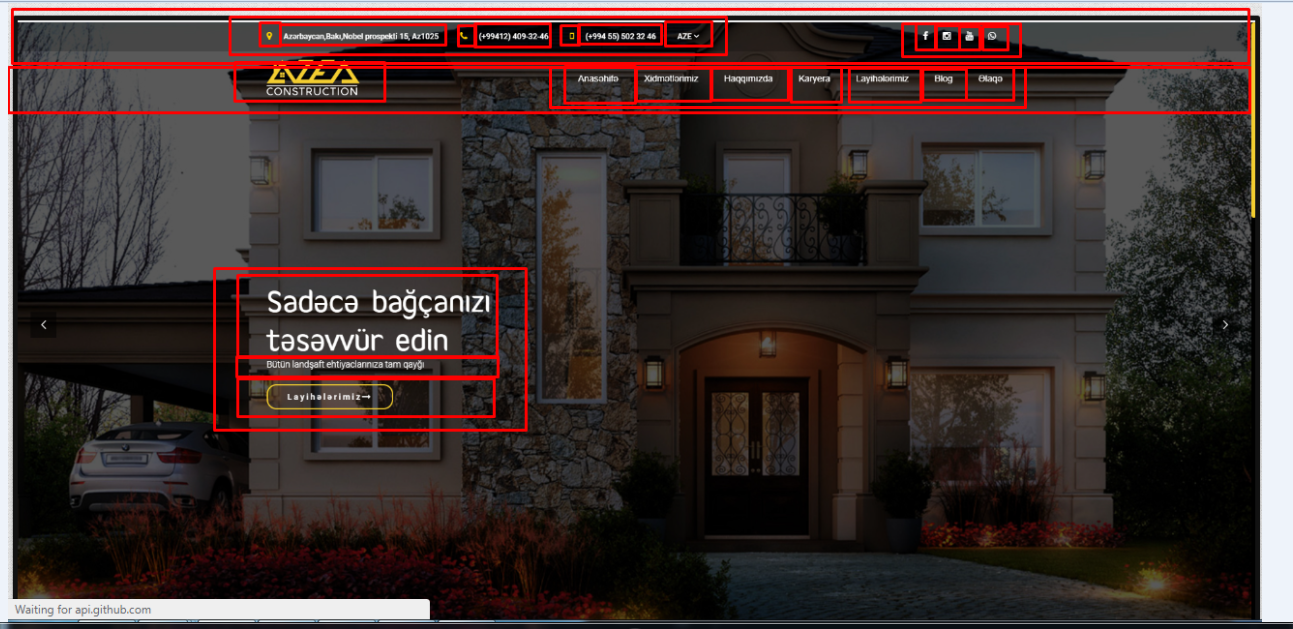 Azərbaycan,Bakı,Nobel prospekti 15, Az1025 (+99412) 409-32-46 (+994 55) 502 32 46 AZE
AZFA
CONSTRUCTION
Anasəhifə Xidmətlərimiz Haqqımızda Karyera Layihələrimiz Bloq Əlaqə
Sadəcə bağçanızı
təsəvvür edin
Bütün landşaft ehtiyaclarınıza tam qayğı
Layihələrimiz→
Waiting for api.github.com